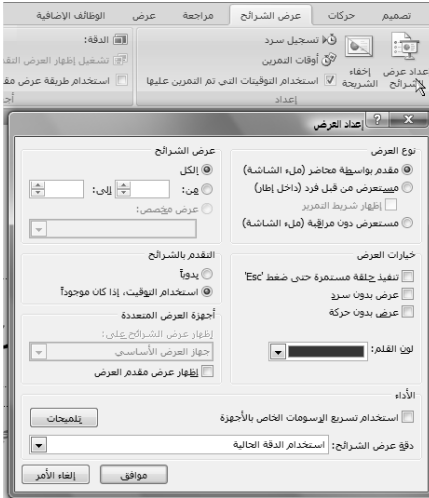 تصميم حركات عرض الشرائح مراجعة عرض الوظائف الإضافية
عداد عرض شرائح
إخفاء الشريحة
تسجيل سرد
أوقات التمرين
استخدام التوقيتات التي تم التمرين عليها
إعداد
الدقة:
تشغيل إظهار العرض التقد
استخدام طريقة عرض مقد
أج
إعداد العرض
نوع العرض
مقدم بواسطة محاضر (ملء الشاشة)
مستعرض من قبل فرد (داخل إطار)
إظهار شريط التمرير
مستعرض دون مراقبة (ملء الشاشة)
عرض الشرائح
الكل
من: إلى:
عرض مخصص:
خيارات العرض
تنفيذ حلقة مستمرة حتى ضغط 'Esc'
عرض بدون سرد
عرض بدون حركة
لون القلم:
التقدم بالشرائح
يدوياً
استخدام التوقيت، إذا كان موجوداً
أجهزة العرض المتعددة
إظهار عرض الشرائح على:
جهاز العرض الأساسي
إظهار عرض مقدم العرض
الأداء
استخدام تسريع الرسومات الخاص بالأجهزة
تلميحات
دقة عرض الشرائح: استخدام الدقة الحالية
موافق إلغاء الأمر